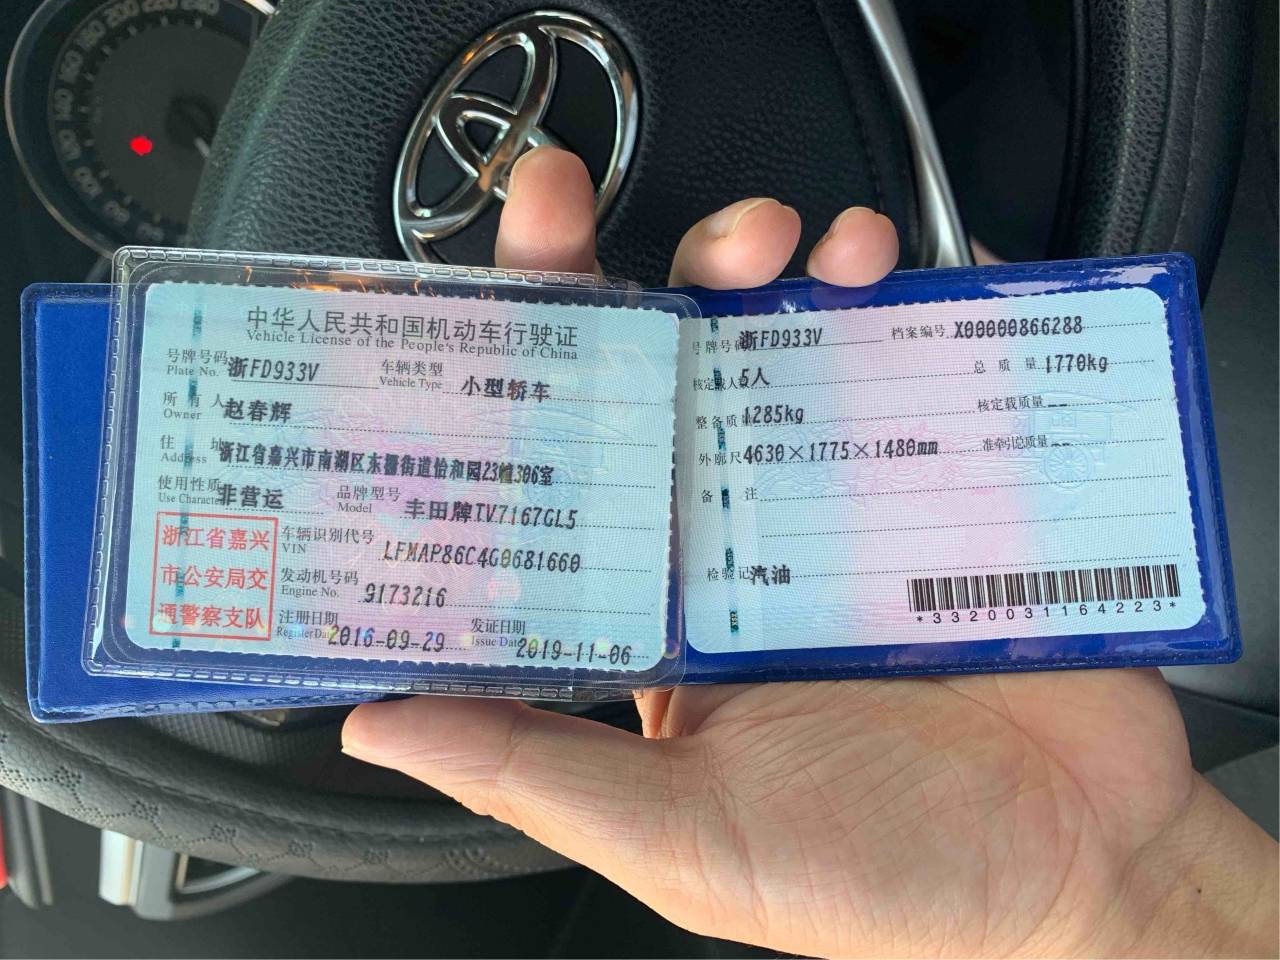 220
200
180
160
140
120
100
80
中华人民共和国机动车行驶证
Vehicle License of the People's Republic of China
号牌号码 浙FD933V 车辆类型 小型轿车
Plate No. Vehicle Type
所有人 赵春辉
Owner
住址 浙江省嘉兴市南湖区东栅街道怡和园23幢306室
Address
使用性质 非营运 品牌型号 丰田牌TV7167GL5
Use Character Model
浙江省嘉兴
市公安局交
通警察支队
车辆识别代号 LFMAP86C4G0681660
VIN
发动机号码 9173216
Engine No.
注册日期 2016-09-29 发证日期 2019-11-06
Register Date Issue Date
号牌号码 浙FD933V 档案编号 X00000866288
核定载人数 5人 总质量 1770kg
整备质量 1285kg 核定载质量 --
外廓尺寸 4630×1775×1480mm 准牵引总质量 --
备注
检验记录 汽油
*3320031164223*